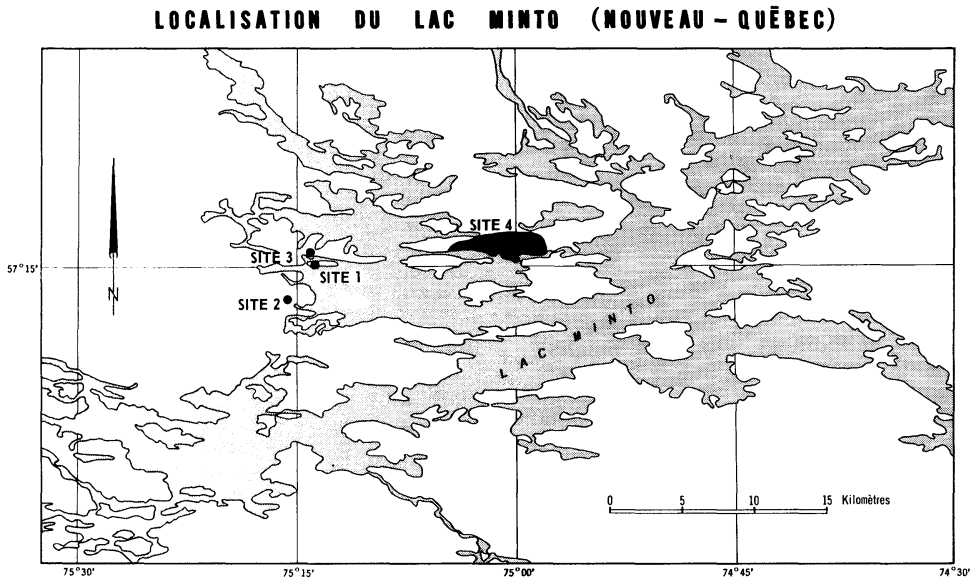 LOCALISATION DU LAC MINTO (NOUVEAU-QUĒBEC)
SITE 4
SITE 3
57°15'
SITE 1
N
SITE 2
LAC MINTO
0 5 10 15 Kilomètres
75°30' 75°15' 75°00' 74°45' 74°30'